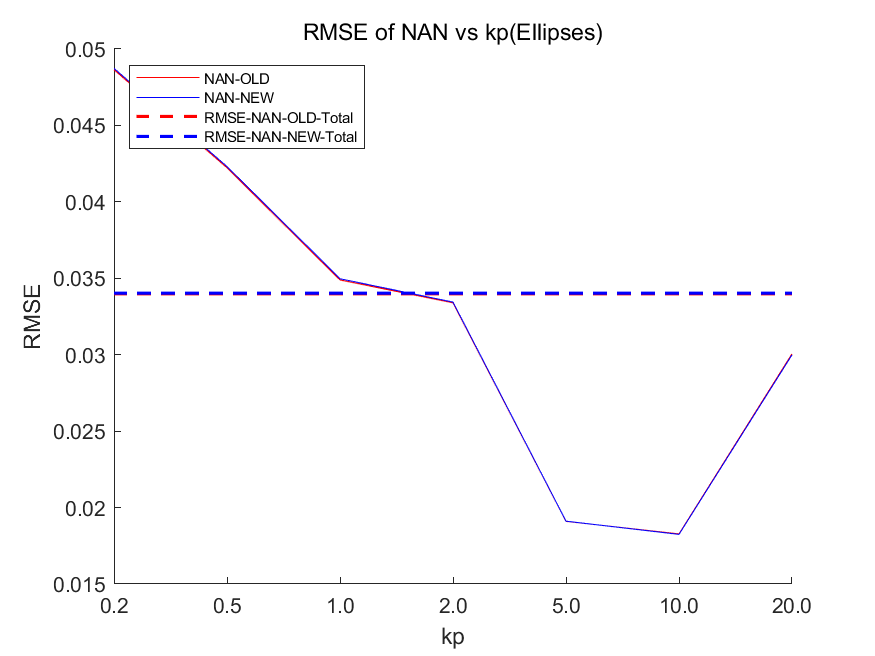 RMSE of NAN vs kp(Ellipses)
0.05
0.045
0.04
0.035
0.03
0.025
0.02
0.015
RMSE
NAN-OLD
NAN-NEW
RMSE-NAN-OLD-Total
RMSE-NAN-NEW-Total
0.2 0.5 1.0 2.0 5.0 10.0 20.0
kp